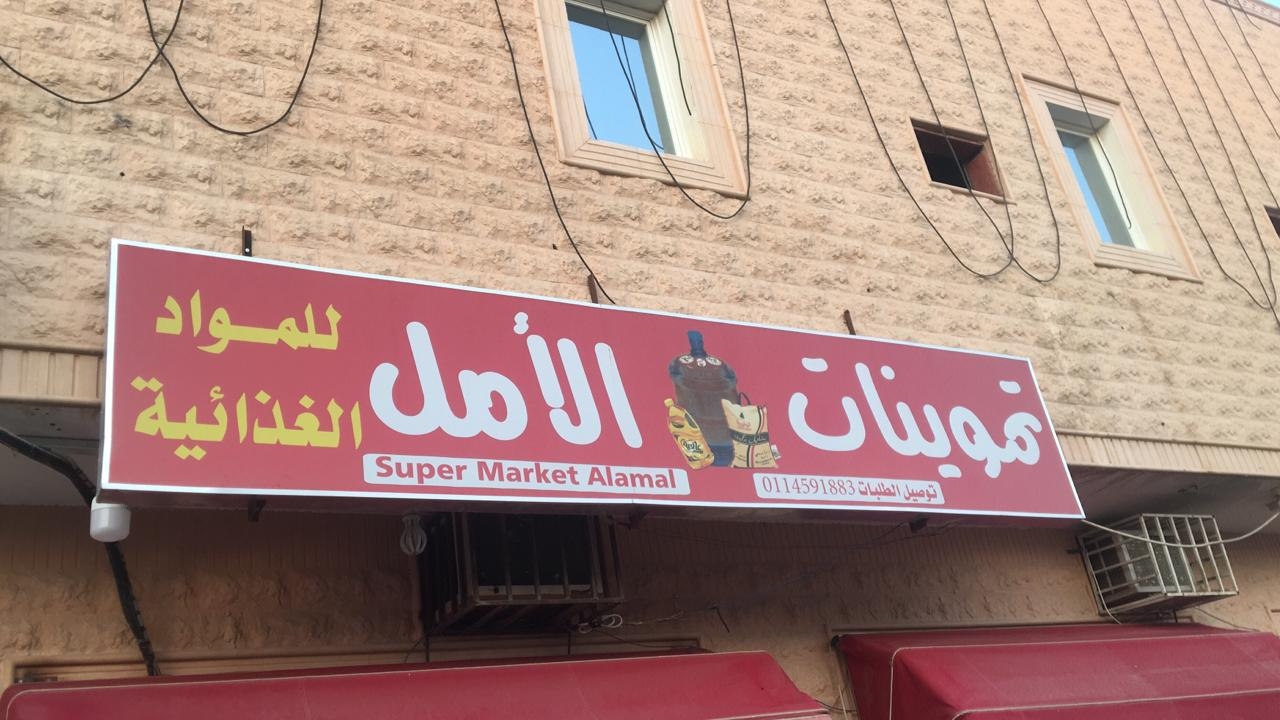 تموينات الأمل
للمواد
الغذائية
Super Market Alamal
توصيل الطلبات 0114591883